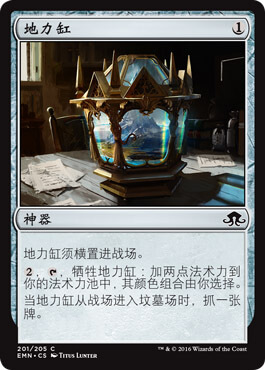 地力缸 1
神器
地力缸须横置进战场。
2，，牺牲地力缸：加两点法术力到
你的法术力池中，其颜色组合由你选择。
当地力缸从战场进入坟墓场时，抓一张
牌。
201/205 C
EMN • CS TITUS LUNTER
™ & © 2016 Wizards of the Coast